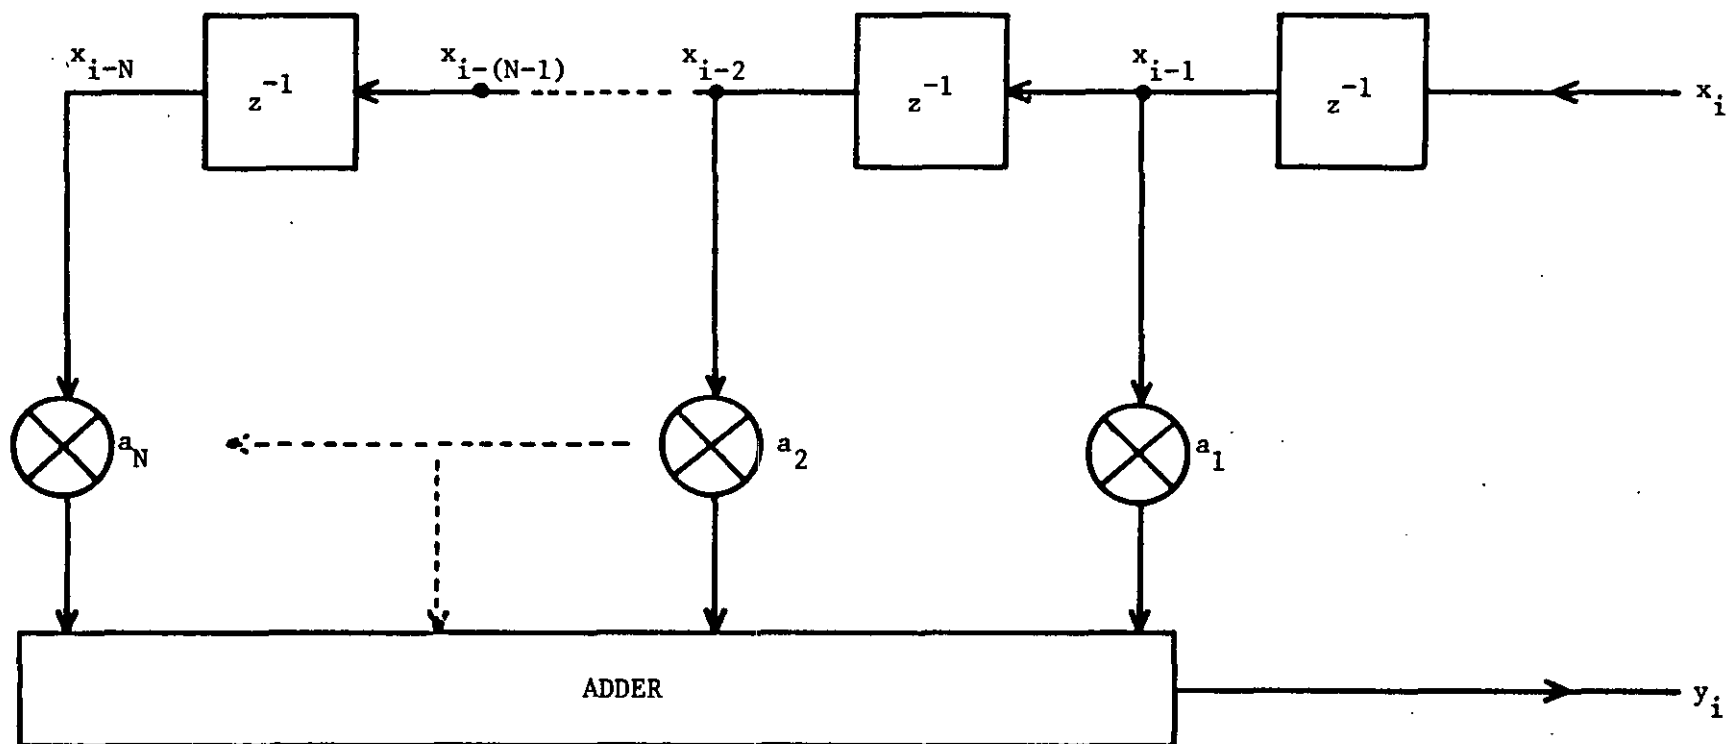 x_{i-N} x_{i-(N-1)} x_{i-2} x_{i-1}
z^{-1} z^{-1} z^{-1} x_i
a_N a_2 a_1
ADDER y_i